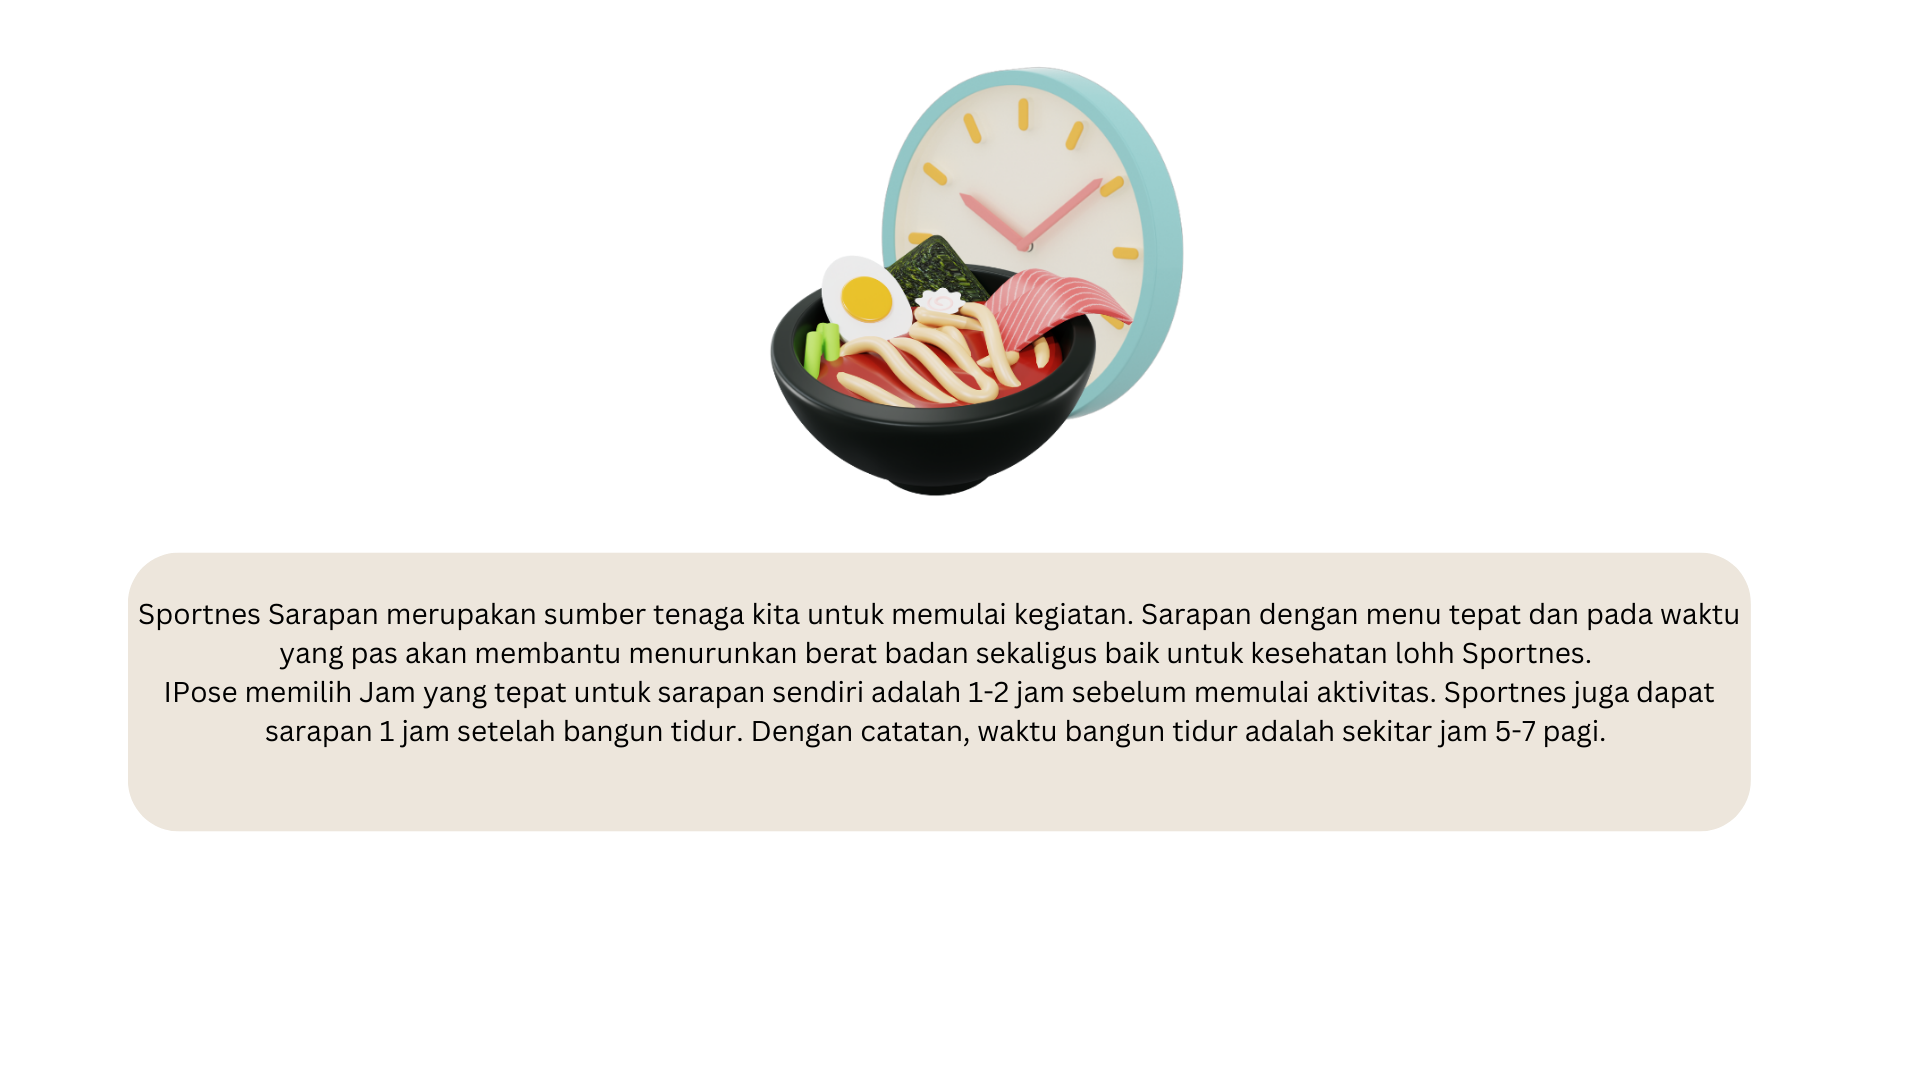 Sportnes Sarapan merupakan sumber tenaga kita untuk memulai kegiatan. Sarapan dengan menu tepat dan pada waktu
yang pas akan membantu menurunkan berat badan sekaligus baik untuk kesehatan lohh Sportnes.
IPose memilih Jam yang tepat untuk sarapan sendiri adalah 1-2 jam sebelum memulai aktivitas. Sportnes juga dapat
sarapan 1 jam setelah bangun tidur. Dengan catatan, waktu bangun tidur adalah sekitar jam 5-7 pagi.